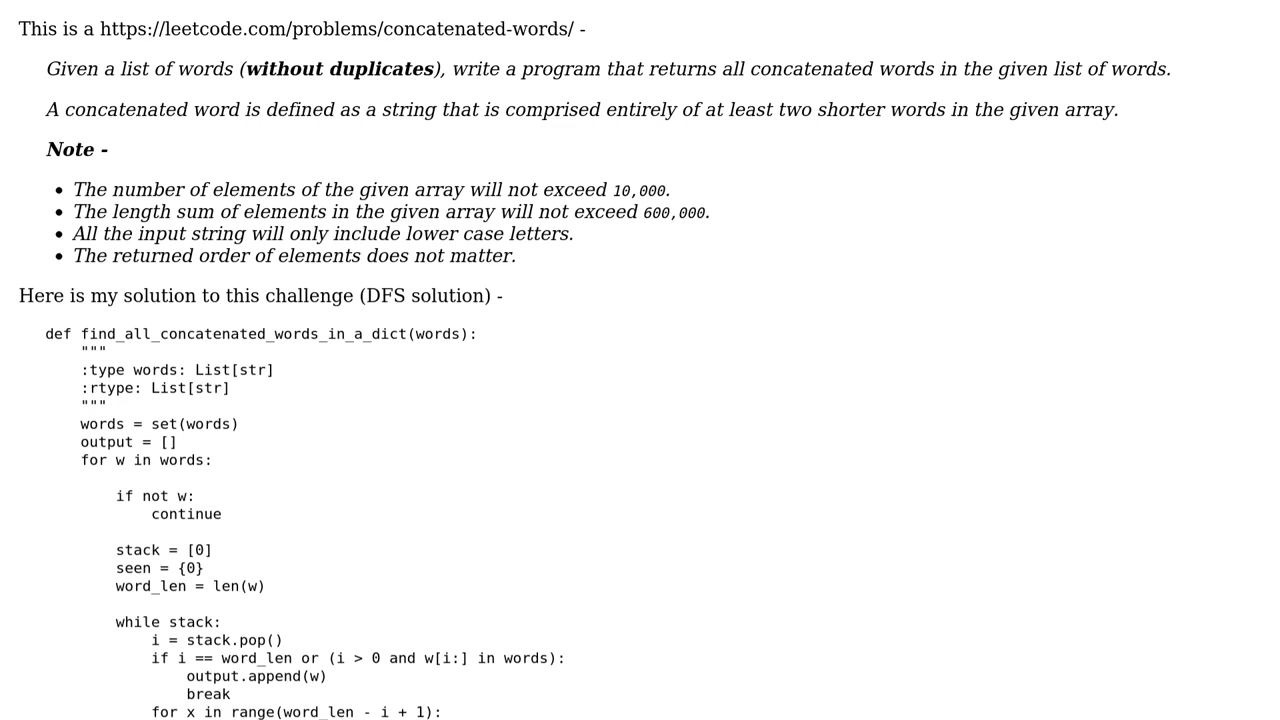 This is a https://leetcode.com/problems/concatenated-words/ -
Given a list of words (without duplicates), write a program that returns all concatenated words in the given list of words.
A concatenated word is defined as a string that is comprised entirely of at least two shorter words in the given array.
Note -
• The number of elements of the given array will not exceed 10,000.
• The length sum of elements in the given array will not exceed 600,000.
• All the input string will only include lower case letters.
• The returned order of elements does not matter.
Here is my solution to this challenge (DFS solution) -
def find_all_concatenated_words_in_a_dict(words):
    """
    :type words: List[str]
    :rtype: List[str]
    """
    words = set(words)
    output = []
    for w in words:
        if not w:
            continue
        stack = [0]
        seen = {0}
        word_len = len(w)
        while stack:
            i = stack.pop()
            if i == word_len or (i > 0 and w[i:] in words):
                output.append(w)
                break
            for x in range(word_len - i + 1):